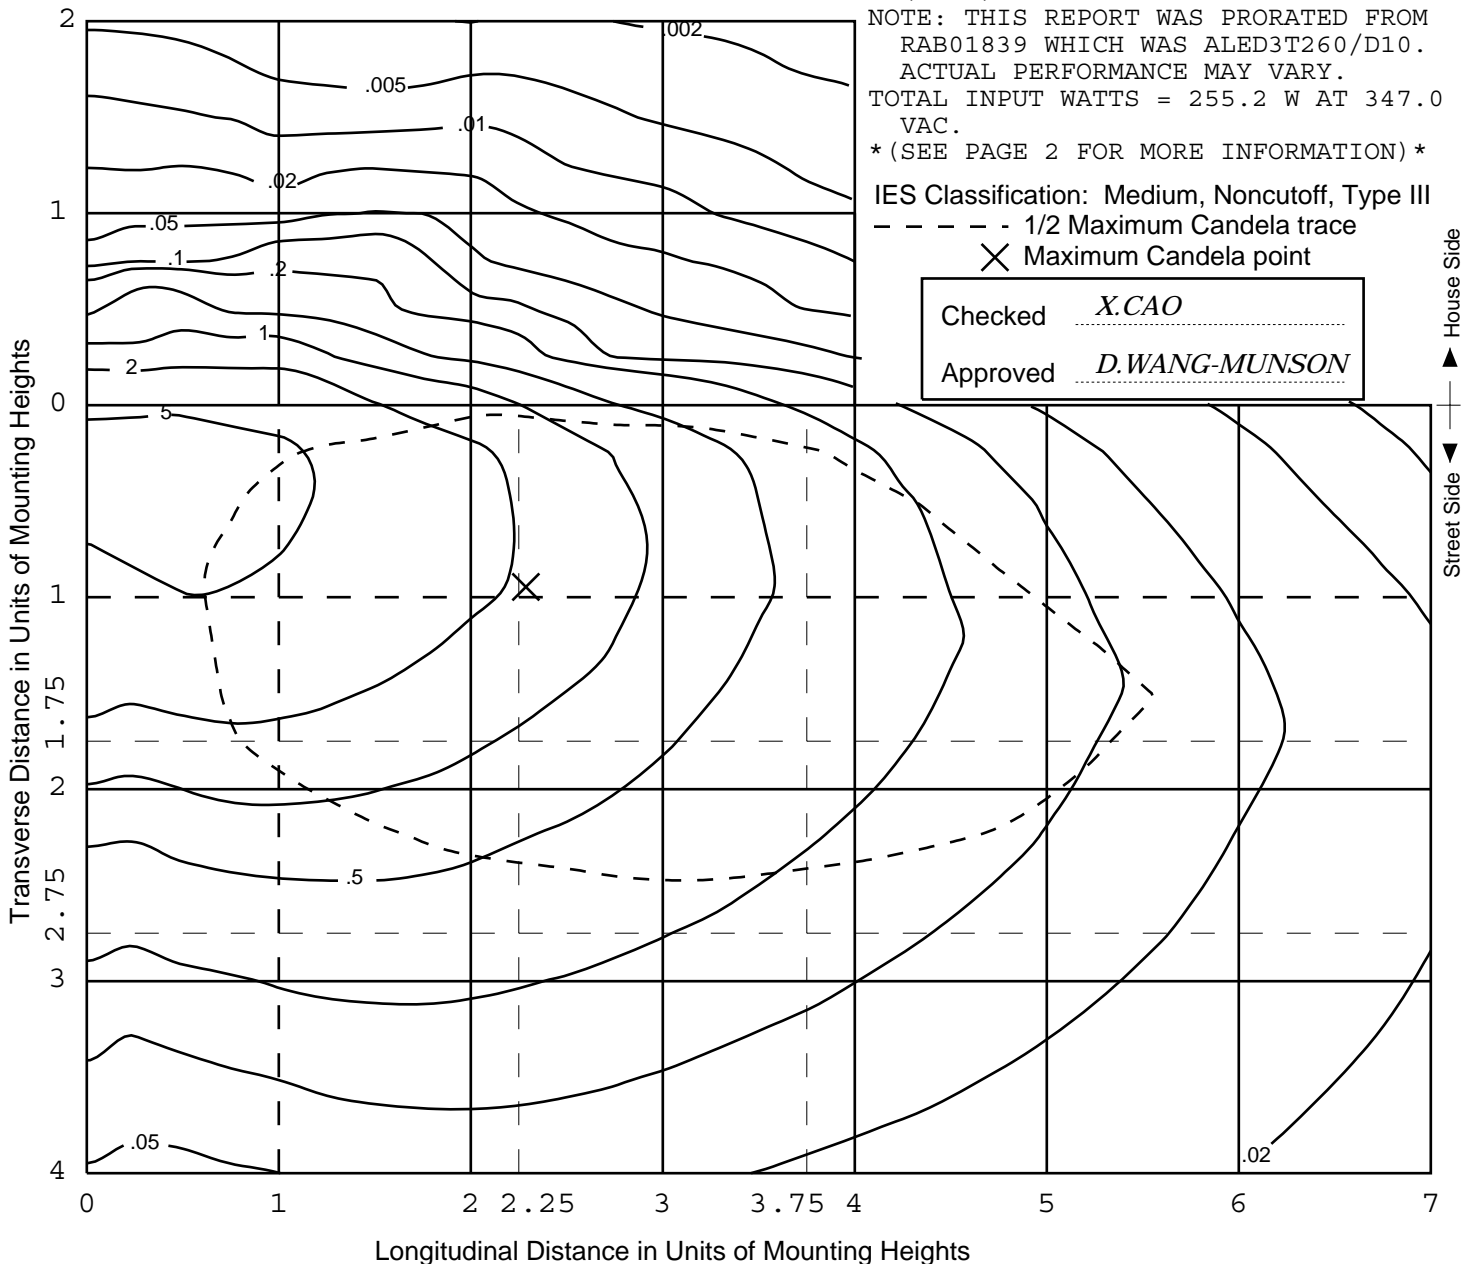 NOTE: THIS REPORT WAS PRORATED FROM
RAB01839 WHICH WAS ALED3T260/D10.
ACTUAL PERFORMANCE MAY VARY.
TOTAL INPUT WATTS = 255.2 W AT 347.0
VAC.
*(SEE PAGE 2 FOR MORE INFORMATION)*
IES Classification: Medium, Noncutoff, Type III
1/2 Maximum Candela trace
Maximum Candela point
Checked X.CAO
Approved D.WANG-MUNSON
House Side
Street Side
Transverse Distance in Units of Mounting Heights
2
1
0
1
1.75
2
2.75
3
4
.002
.005
.01
.02
.05
.1
.2
1
2
5
.5
.05
.02
0 1 2 2.25 3 3.75 4 5 6 7
Longitudinal Distance in Units of Mounting Heights